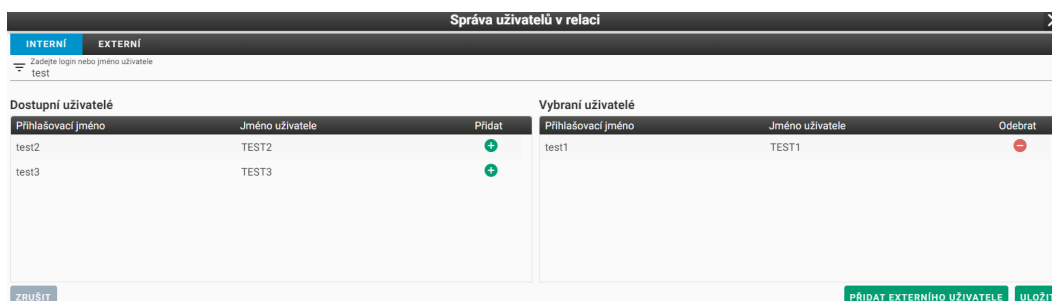 Správa uživatelů v relaci
INTERNÍ EXTERNÍ
Zadejte login nebo jméno uživatele
test
Dostupní uživatelé
Přihlašovací jméno Jméno uživatele Přidat
test2 TEST2
test3 TEST3
Vybraní uživatelé
Přihlašovací jméno Jméno uživatele Odebrat
test1 TEST1
ZRUŠIT
PŘIDAT EXTERNÍHO UŽIVATELE ULOŽIT